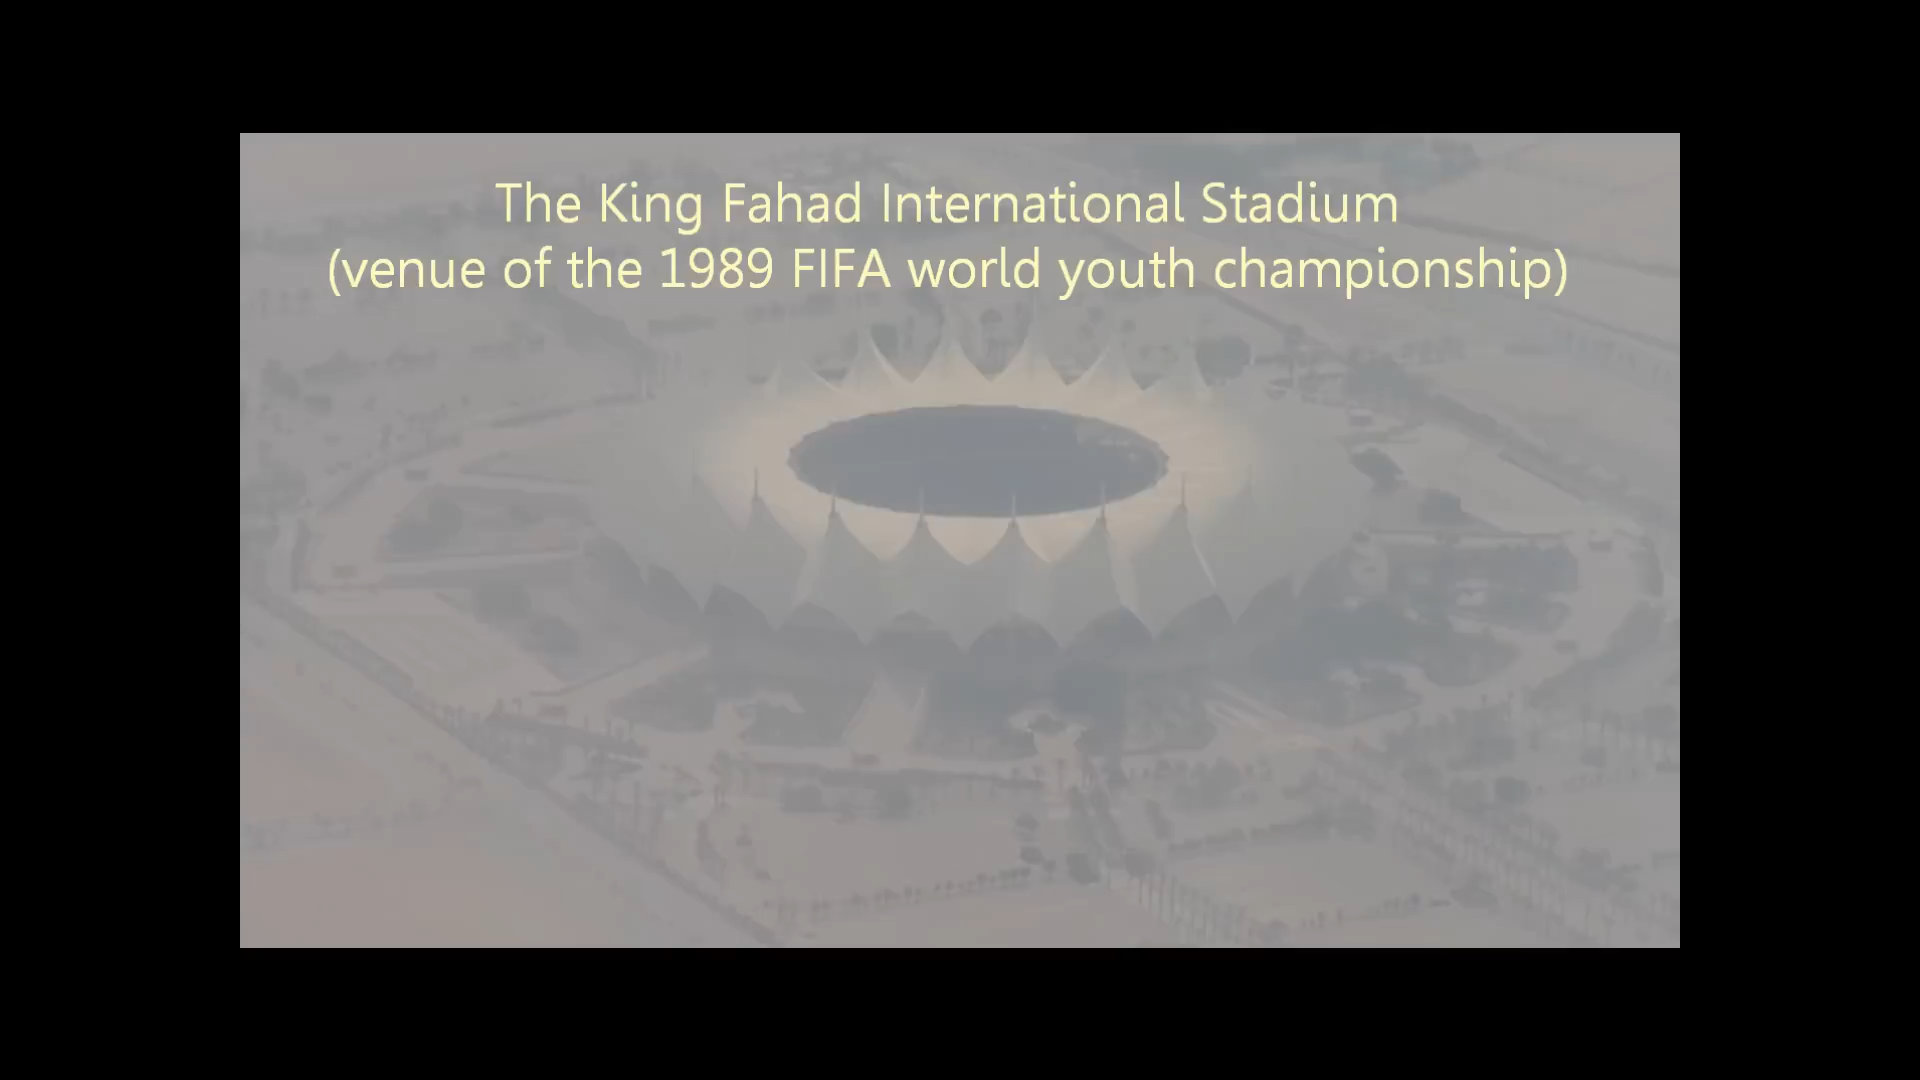 The King Fahad International Stadium
(venue of the 1989 FIFA world youth championship)